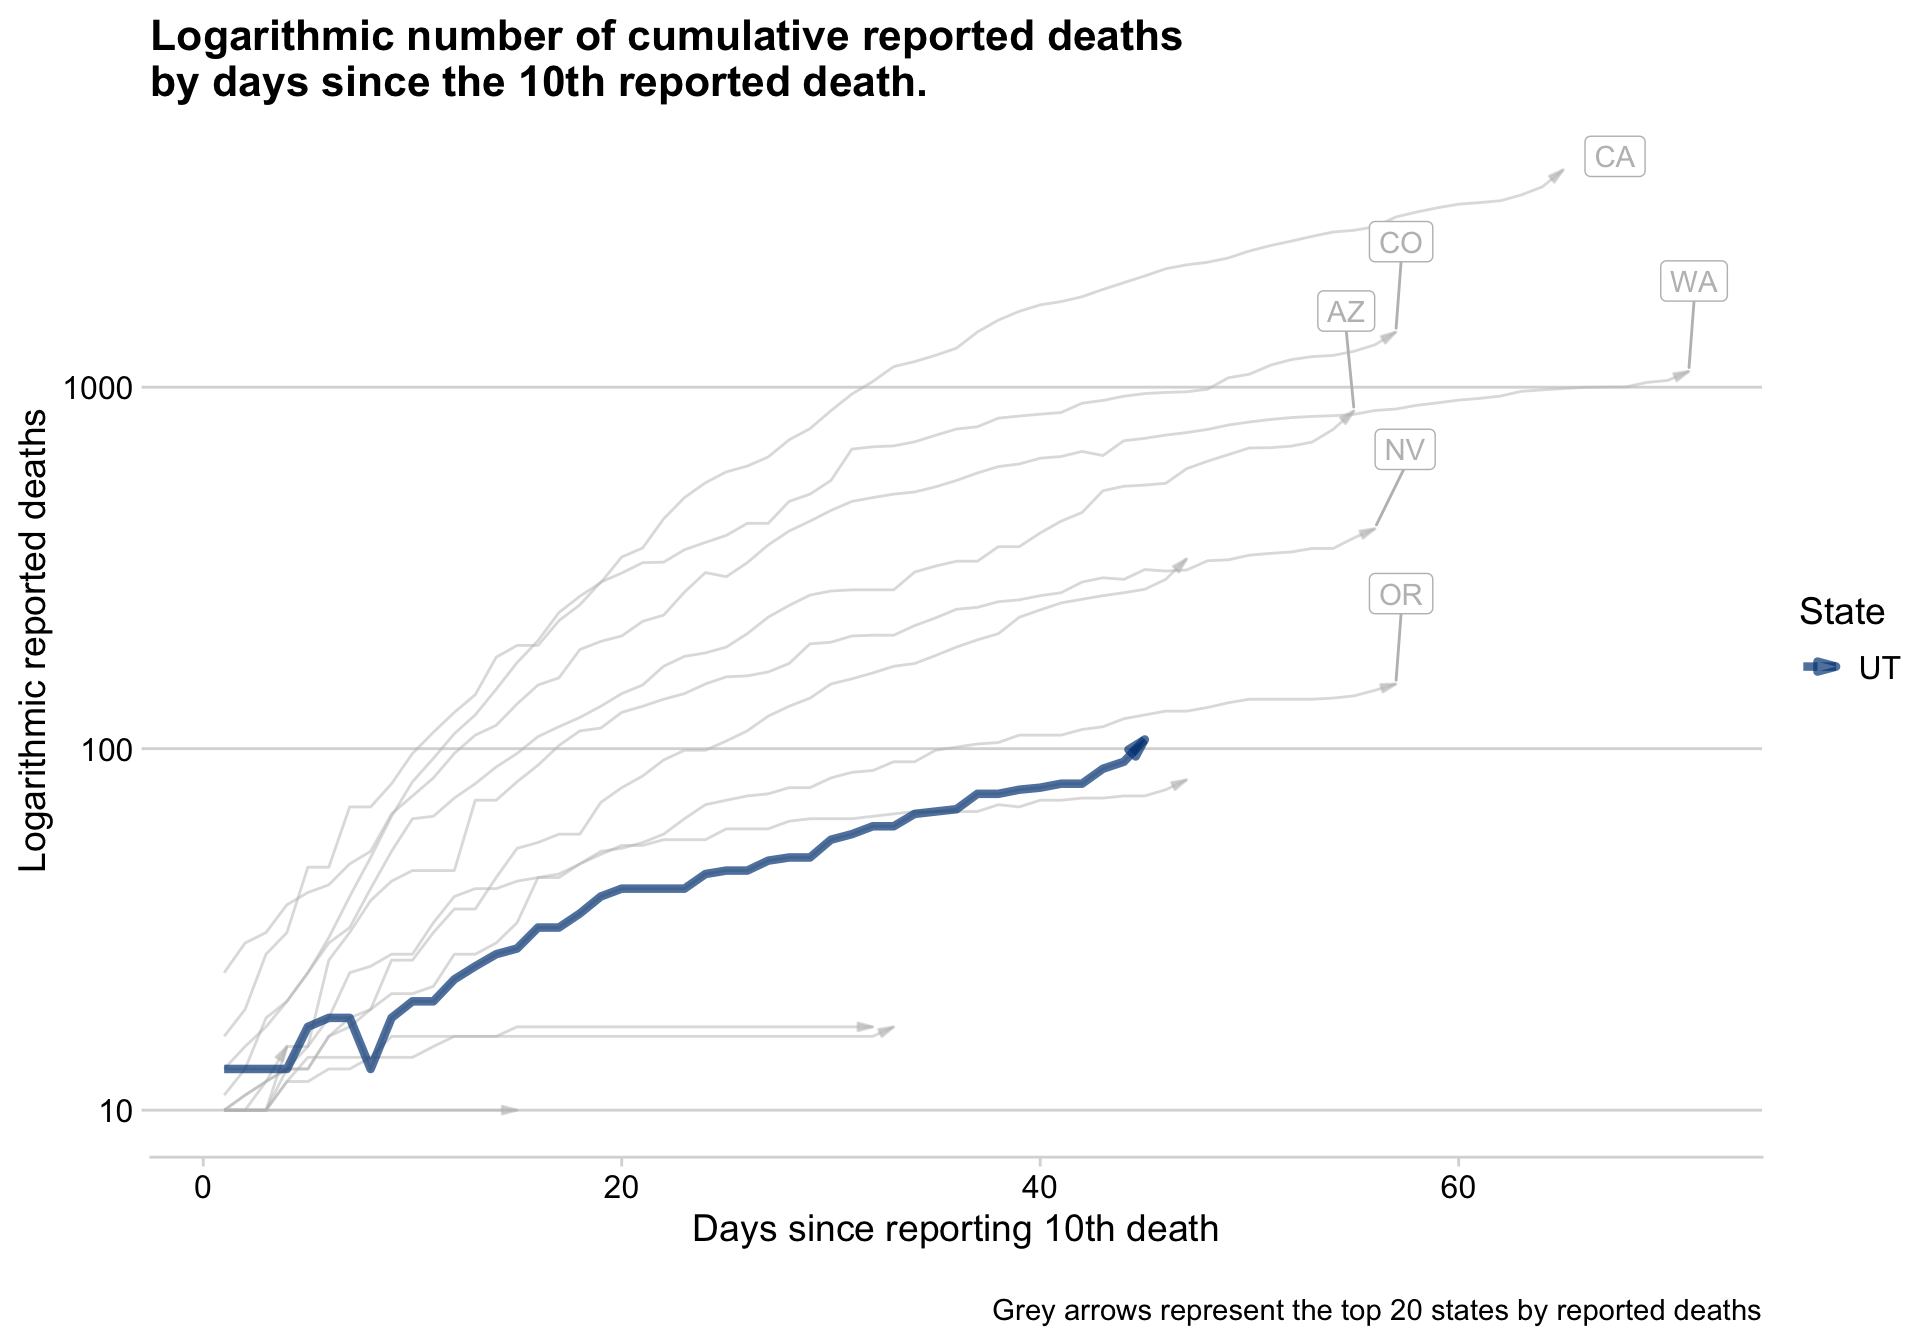 Logarithmic number of cumulative reported deaths
by days since the 10th reported death.
CA
CO
WA
AZ
NV
OR
1000
100
10
Logarithmic reported deaths
State
UT
0
20
40
60
Days since reporting 10th death
Grey arrows represent the top 20 states by reported deaths